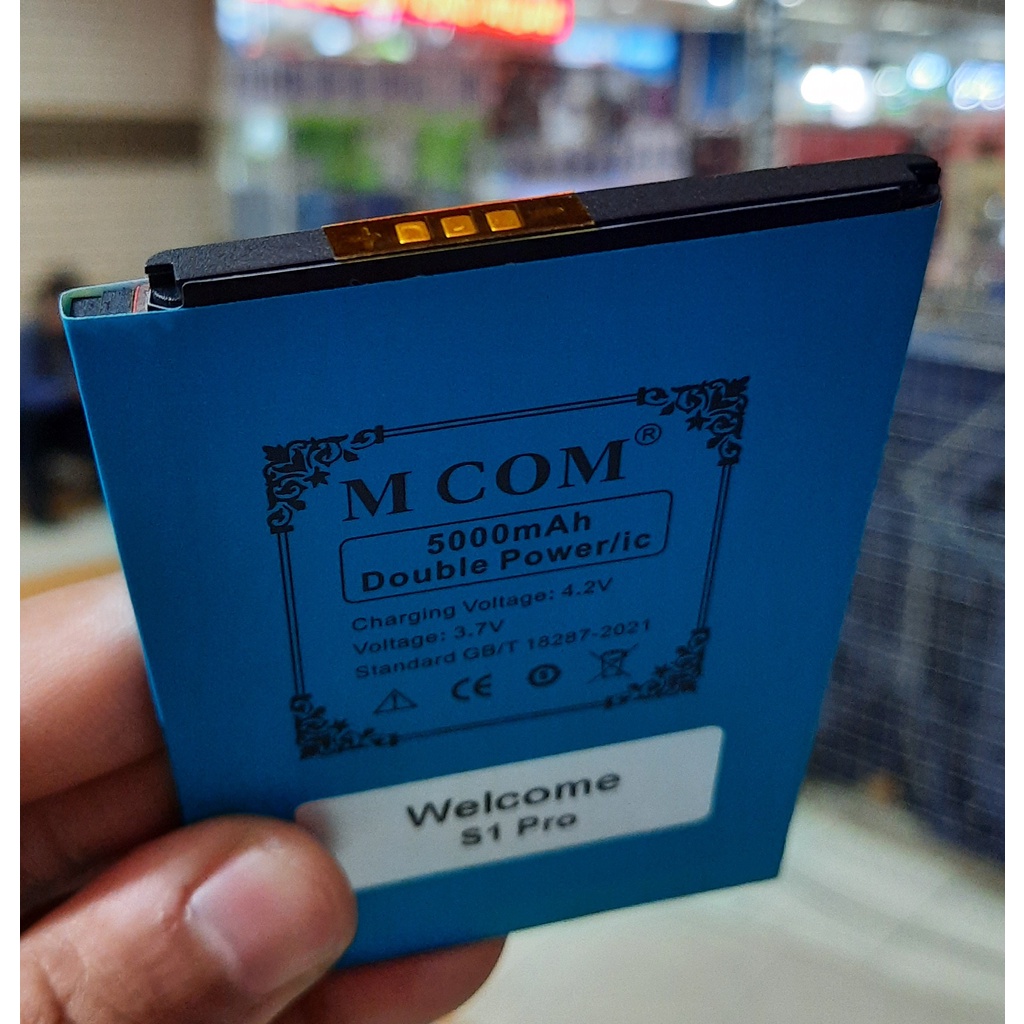 M COM®
5000mAh
Double Power/ic
Charging Voltage: 4.2V
Voltage: 3.7V
Standard GB/T 18287-2021
CE
Welcome
S1 Pro